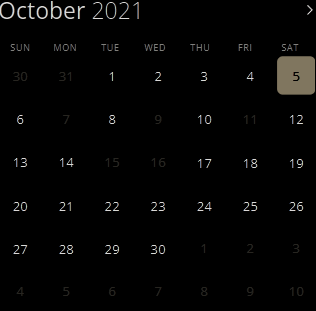 October 2021
SUN MON TUE WED THU FRI SAT
30 31 1 2 3 4 5
6 7 8 9 10 11 12
13 14 15 16 17 18 19
20 21 22 23 24 25 26
27 28 29 30 1 2 3
4 5 6 7 8 9 10